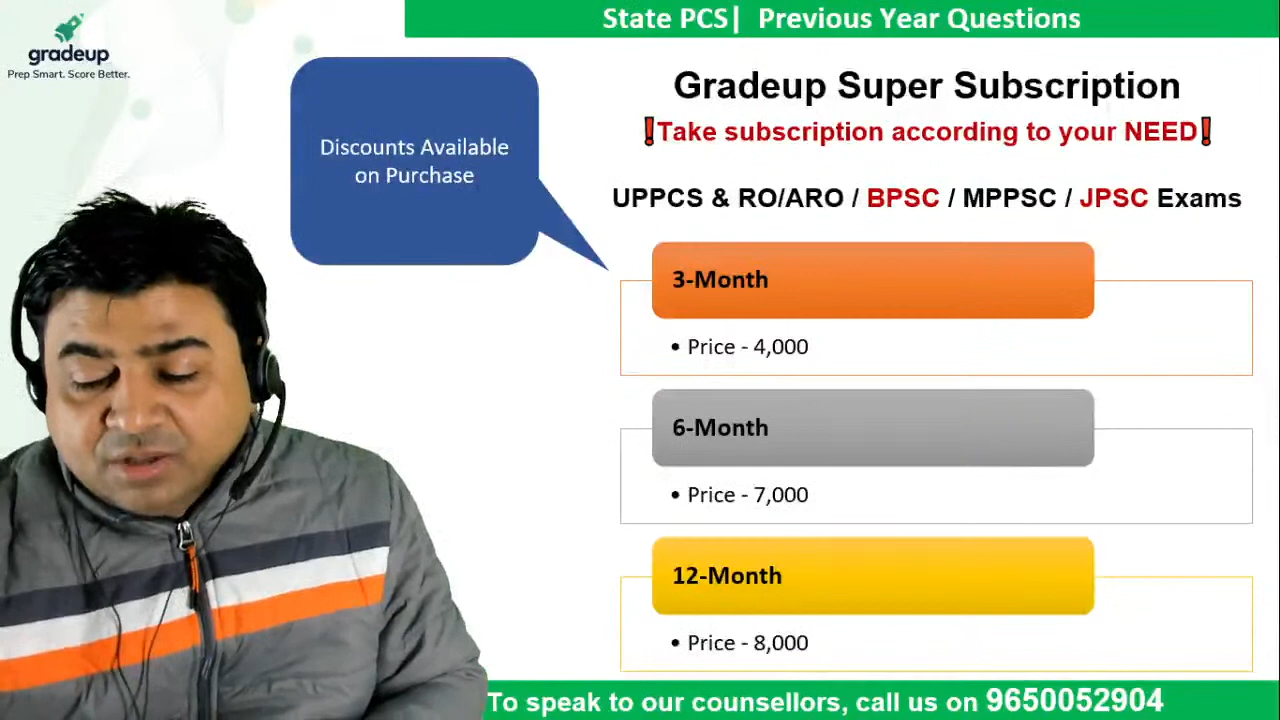 State PCS| Previous Year Questions
gradeup
Prep Smart. Score Better.
Gradeup Super Subscription
❗Take subscription according to your NEED❗
Discounts Available
on Purchase
UPPCS & RO/ARO / BPSC / MPPSC / JPSC Exams
3-Month
• Price - 4,000
6-Month
• Price - 7,000
12-Month
• Price - 8,000
To speak to our counsellors, call us on 9650052904